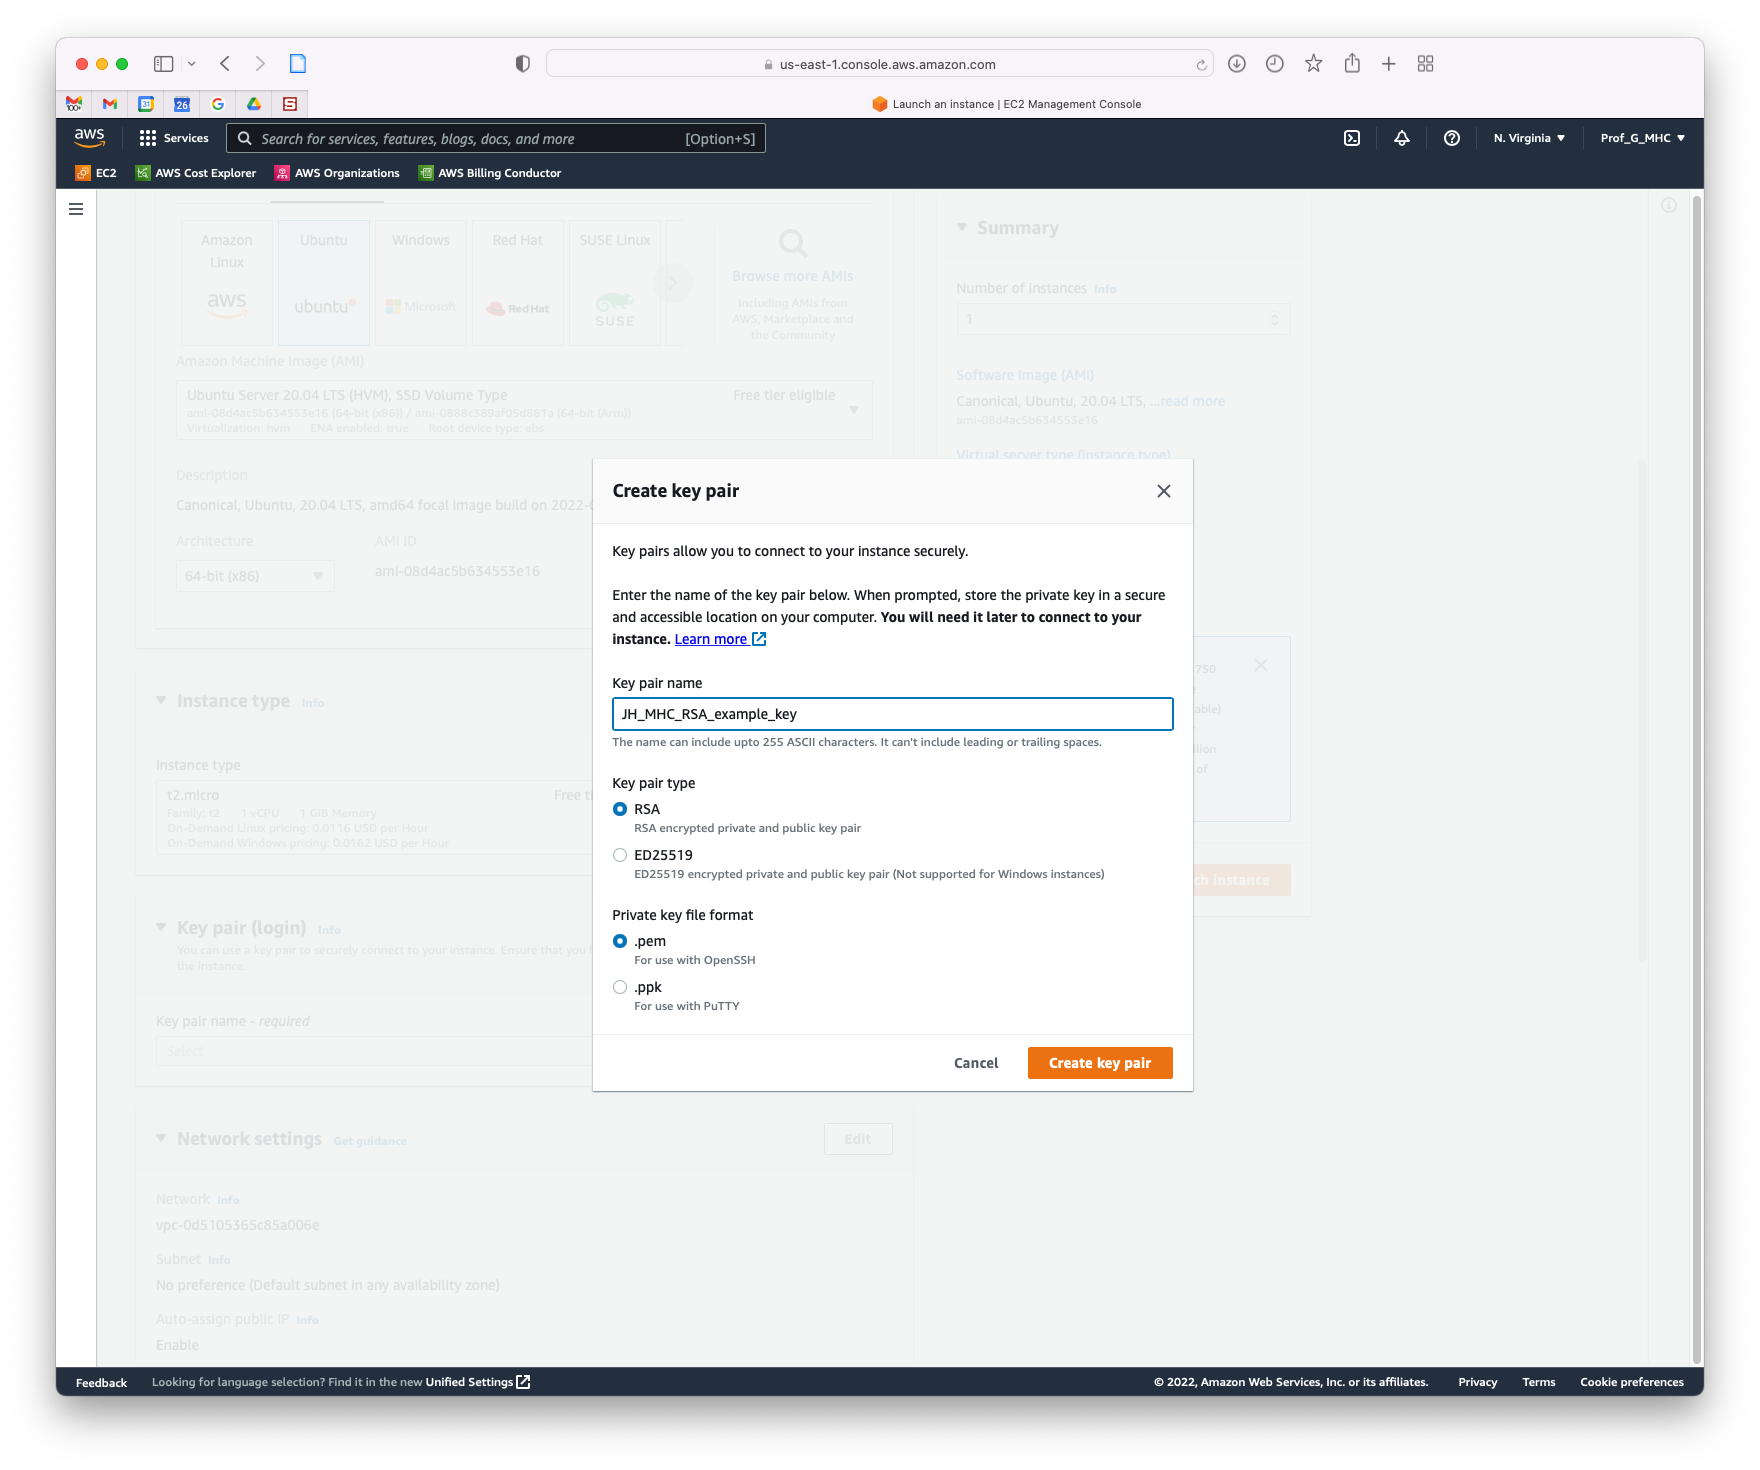 us-east-1.console.aws.amazon.com
100+
31
26
Launch an instance | EC2 Management Console
aws
Services
Search for services, features, blogs, docs, and more
[Option+S]
N. Virginia
Prof_G_MHC
EC2
AWS Cost Explorer
AWS Organizations
AWS Billing Conductor
Amazon
Linux
aws
Ubuntu
ubuntu
Windows
Microsoft
Red Hat
Red Hat
SUSE Linux
SUSE
Browse more AMIs
Including AMIs from
AWS, Marketplace and
the Community
Amazon Machine Image (AMI)
Ubuntu Server 20.04 LTS (HVM), SSD Volume Type
Free tier eligible
ami-08d4ac5b634553e16 (64-bit (x86)) / ami-0888c389af05d881a (64-bit (Arm))
Virtualization: hvm ENA enabled: true Root device type: ebs
Description
Canonical, Ubuntu, 20.04 LTS, amd64 focal image build on 2022-
Architecture
AMI ID
64-bit (x86)
ami-08d4ac5b634553e16
Instance type Info
Instance type
t2.micro
Free ti
Family: t2 1 vCPU 1 GiB Memory
On-Demand Linux pricing: 0.0116 USD per Hour
On-Demand Windows pricing: 0.0162 USD per Hour
Key pair (login) Info
You can use a key pair to securely connect to your instance. Ensure that you
the instance.
Key pair name - required
Select
Network settings Get guidance
Edit
Network Info
vpc-0d5105365c85a006e
Subnet Info
No preference (Default subnet in any availability zone)
Auto-assign public IP Info
Enable
Summary
Number of instances Info
1
Software Image (AMI)
Canonical, Ubuntu, 20.04 LTS, ...read more
ami-08d4ac5b634553e16
Virtual server type (instance type)
750
able)
llion
of
ch instance
Create key pair
Key pairs allow you to connect to your instance securely.
Enter the name of the key pair below. When prompted, store the private key in a secure
and accessible location on your computer. You will need it later to connect to your
instance. Learn more
Key pair name
JH_MHC_RSA_example_key
The name can include upto 255 ASCII characters. It can't include leading or trailing spaces.
Key pair type
RSA
RSA encrypted private and public key pair
ED25519
ED25519 encrypted private and public key pair (Not supported for Windows instances)
Private key file format
.pem
For use with OpenSSH
.ppk
For use with PuTTY
Cancel
Create key pair
Feedback
Looking for language selection? Find it in the new Unified Settings
© 2022, Amazon Web Services, Inc. or its affiliates.
Privacy
Terms
Cookie preferences